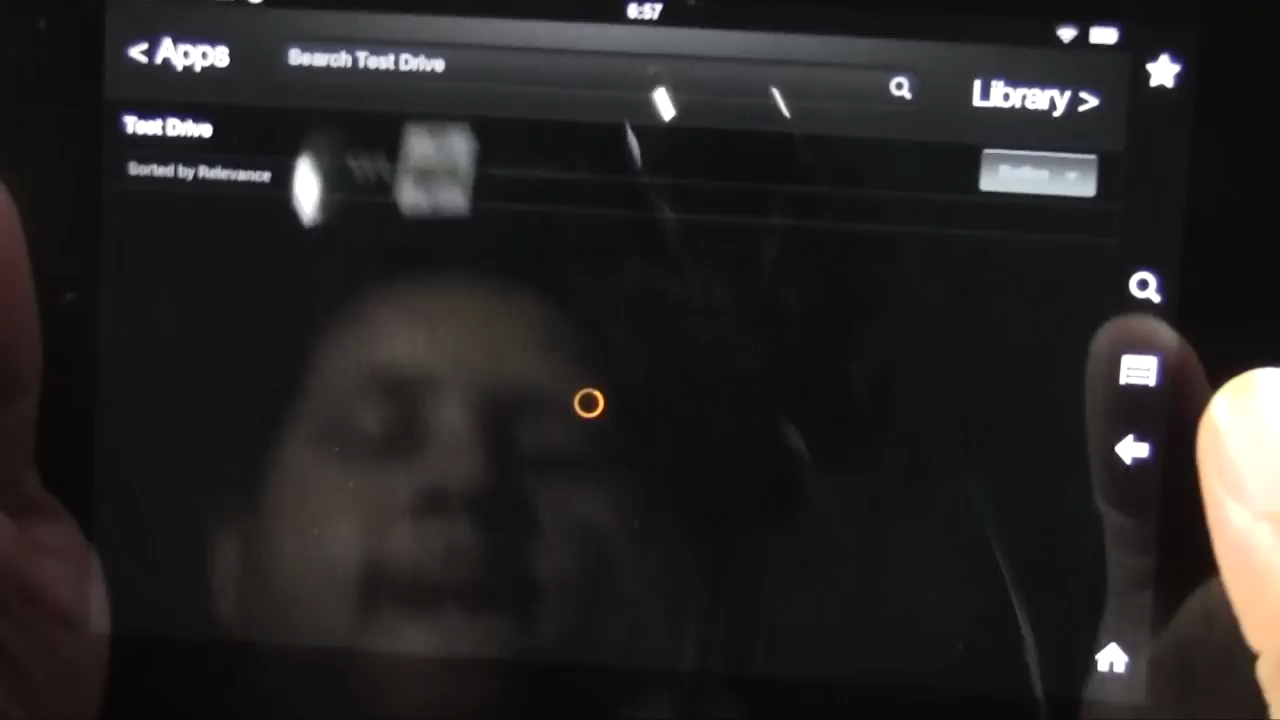 6:57
< Apps
Search Test Drive
Library >
Test Drive
Sorted by Relevance